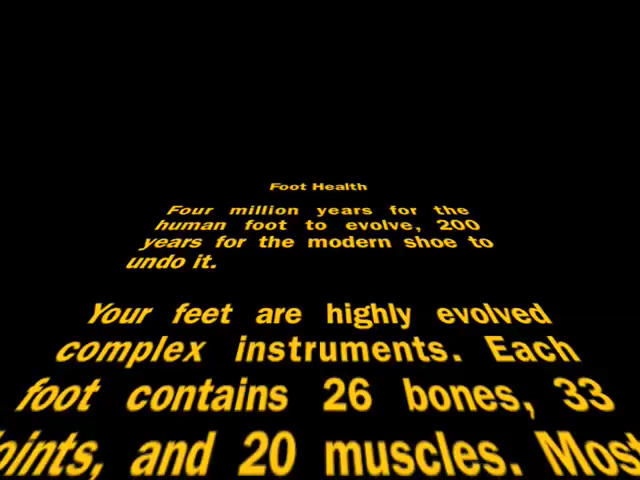 Foot Health
Four million years for the
human foot to evolve, 200
years for the modern shoe to
undo it.
Your feet are highly evolved
complex instruments. Each
foot contains 26 bones, 33
oints, and 20 muscles. Most